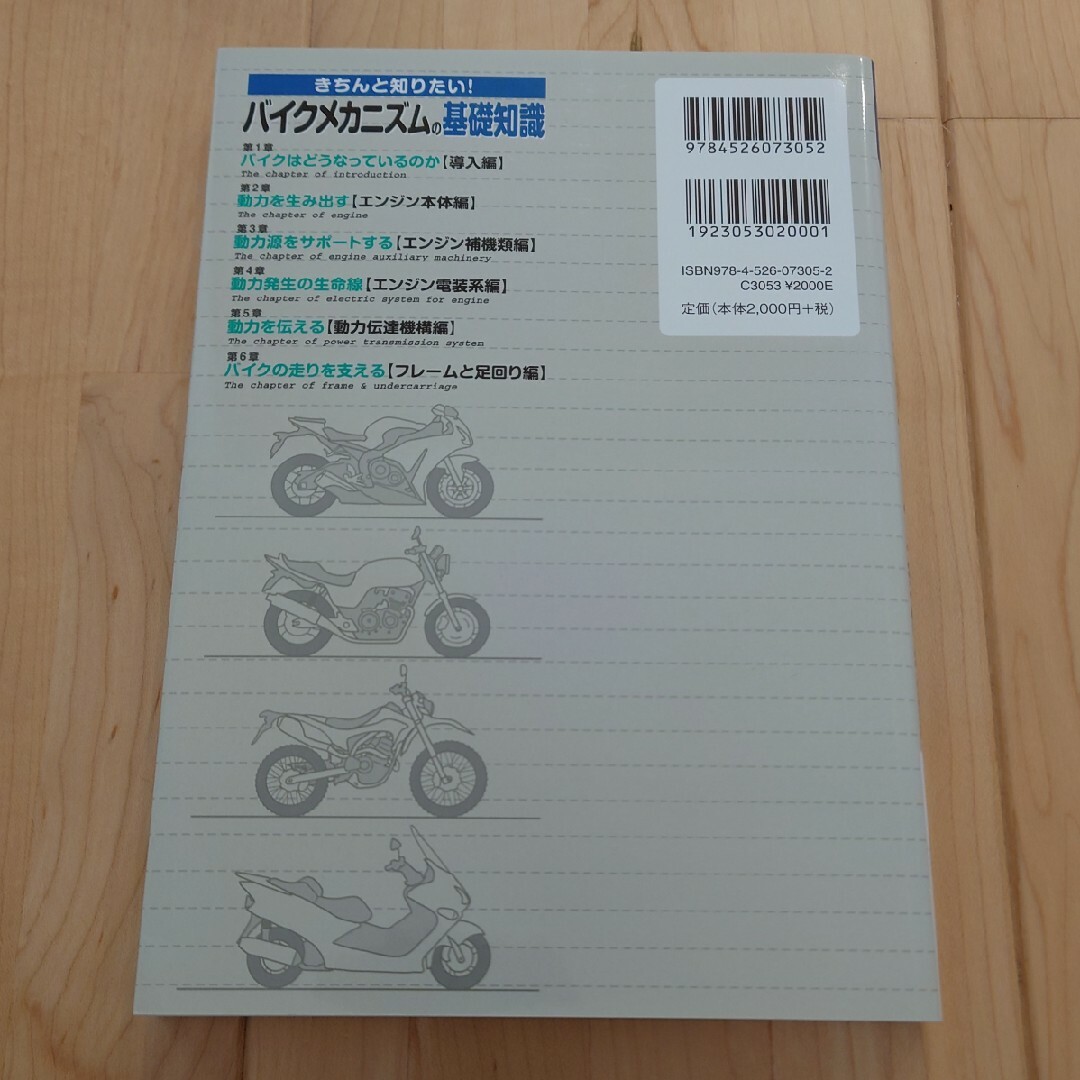 きちんと知りたい!
バイクメカニズムの基礎知識
第1章
バイクはどうなっているのか【導入編】
The chapter of introduction
第2章
動力を生み出す【エンジン本体編】
The chapter of engine
第3章
動力源をサポートする【エンジン補機類編】
The chapter of engine auxiliary machinery
第4章
動力発生の生命線【エンジン電装系編】
The chapter of electric system for engine
第5章
動力を伝える【動力伝達機構編】
The chapter of power transmission system
第6章
バイクの走りを支える【フレームと足回り編】
The chapter of frame & undercarriage
9784526073052
1923053020001
ISBN978-4-526-07305-2
C3053 ¥2000E
定価(本体2,000円+税)